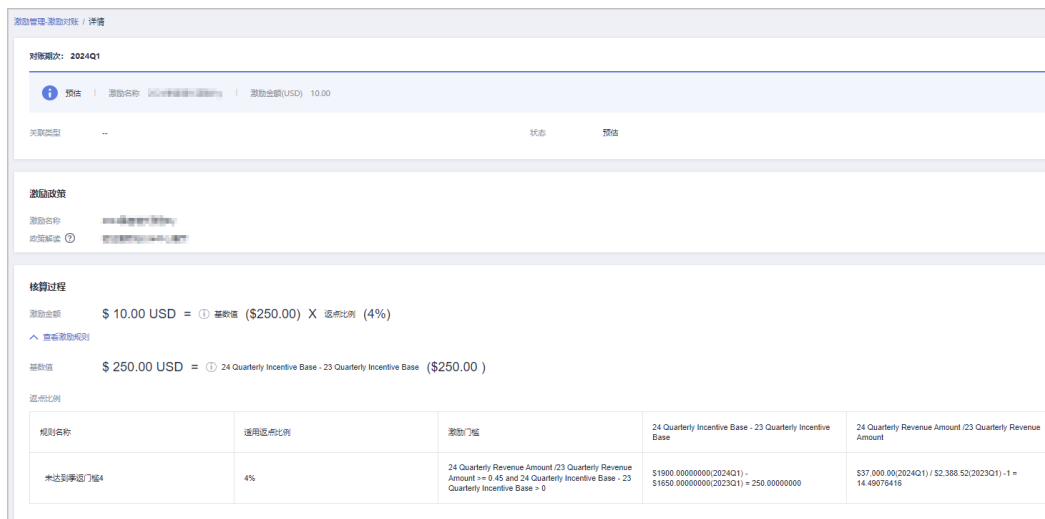 激励管理-激励对账 / 详情
对账期次: 2024Q1
预估 | 激励名称 | 激励金额(USD) 10.00
关联类型 -- 状态 预估
激励政策
激励名称
政策解读
核算过程
激励金额 $ 10.00 USD = 基数值 ($250.00) X 返点比例 (4%)
查看激励规则
基数值 $ 250.00 USD = 24 Quarterly Incentive Base - 23 Quarterly Incentive Base ($250.00 )
返点比例
规则名称 适用返点比例 激励门槛 24 Quarterly Incentive Base - 23 Quarterly Incentive 24 Quarterly Revenue Amount /23 Quarterly Revenue
Base Amount
未达到季返门槛4 4% 24 Quarterly Revenue Amount /23 Quarterly Revenue
Amount >= 0.45 and 24 Quarterly Incentive Base - 23
Quarterly Incentive Base > 0
$1900.00000000(2024Q1) -
$1650.00000000(2023Q1) = 250.00000000
$37,000.00(2024Q1) / $2,388.52(2023Q1) -1 =
14.49076416